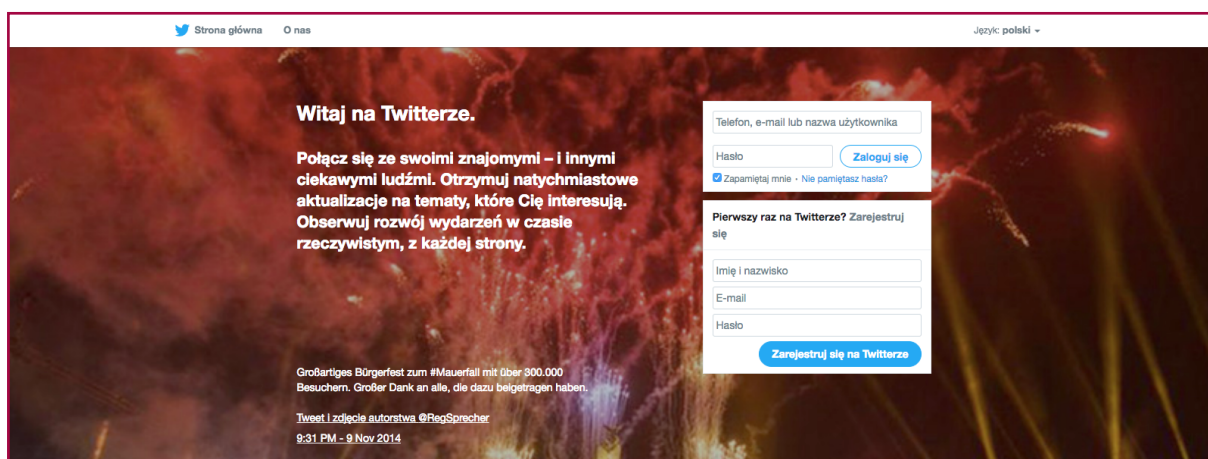 Strona główna O nas Język: polski
Witaj na Twitterze.
Połącz się ze swoimi znajomymi – i innymi
ciekawymi ludźmi. Otrzymuj natychmiastowe
aktualizacje na tematy, które Cię interesują.
Obserwuj rozwój wydarzeń w czasie
rzeczywistym, z każdej strony.
Großartiges Bürgerfest zum #Mauerfall mit über 300.000
Besuchern. Großer Dank an alle, die dazu beigetragen haben.
Tweet i zdjęcie autorstwa @RegSprecher
9:31 PM - 9 Nov 2014
Telefon, e-mail lub nazwa użytkownika
Hasło Zaloguj się
Zapamiętaj mnie · Nie pamiętasz hasła?
Pierwszy raz na Twitterze? Zarejestruj
się
Imię i nazwisko
E-mail
Hasło
Zarejestruj się na Twitterze